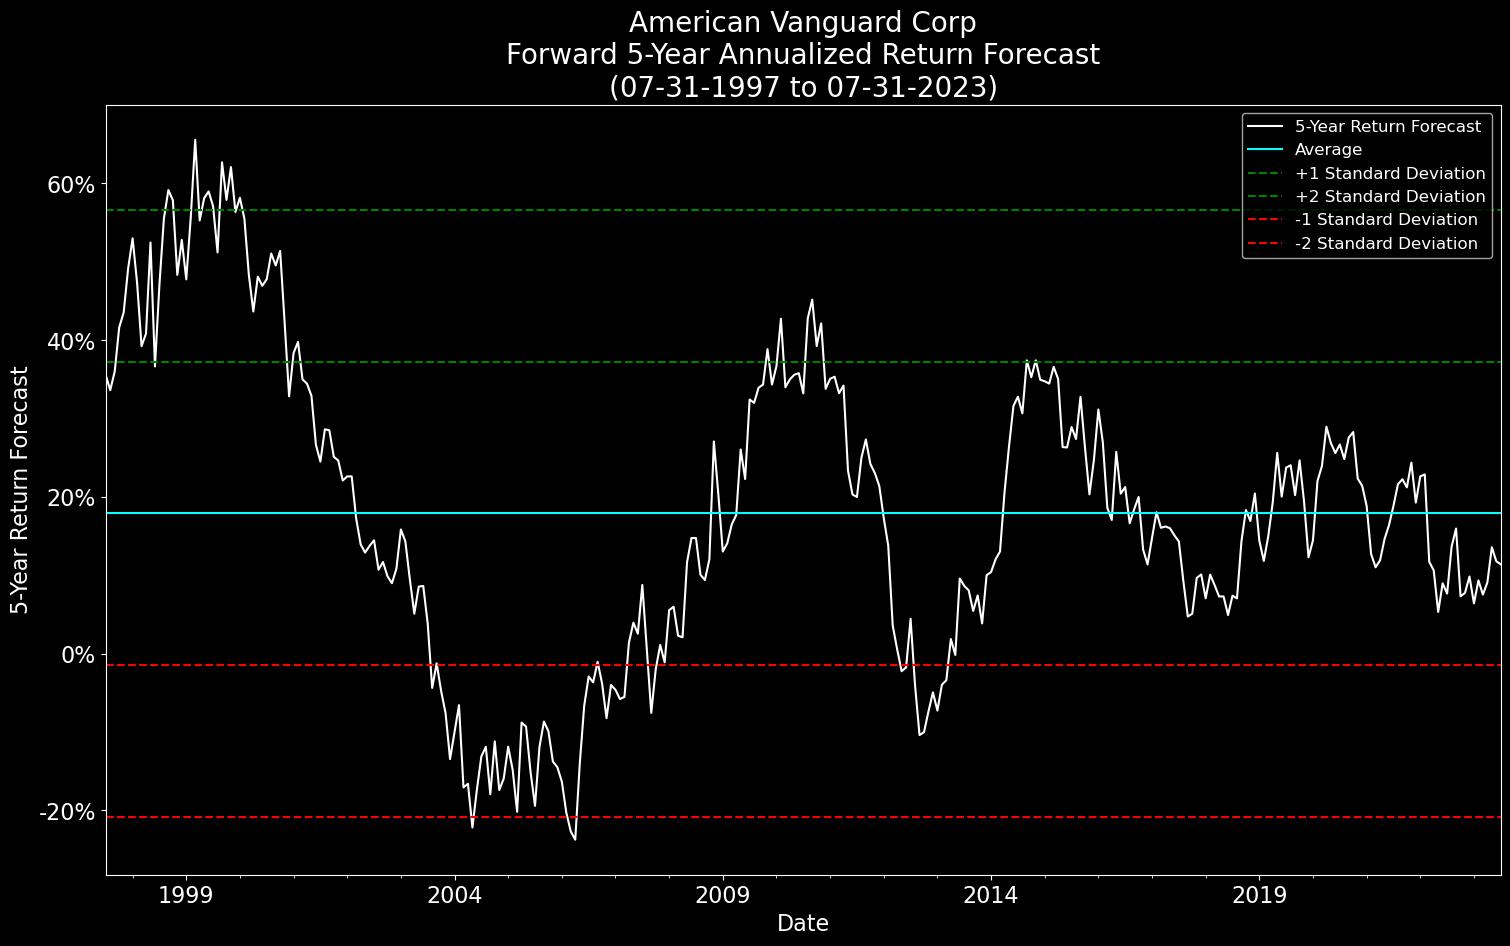 American Vanguard Corp
Forward 5-Year Annualized Return Forecast
(07-31-1997 to 07-31-2023)
5-Year Return Forecast
Average
+1 Standard Deviation
+2 Standard Deviation
-1 Standard Deviation
-2 Standard Deviation
5-Year Return Forecast
60%
40%
20%
0%
-20%
1999 2004 2009 2014 2019
Date